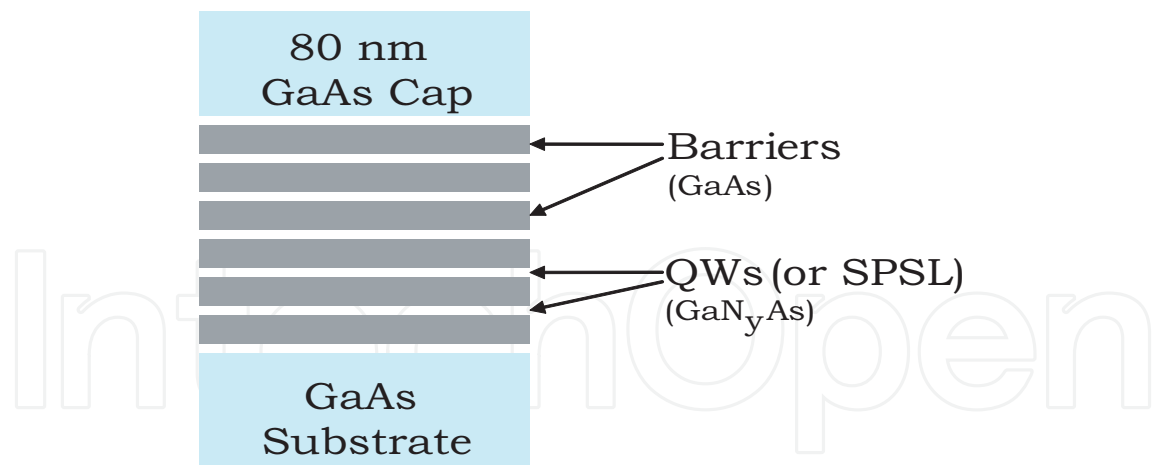 80 nm
GaAs Cap
Barriers
(GaAs)
QWs (or SPSL)
(GaNyAs)
GaAs
Substrate
IntechOpen